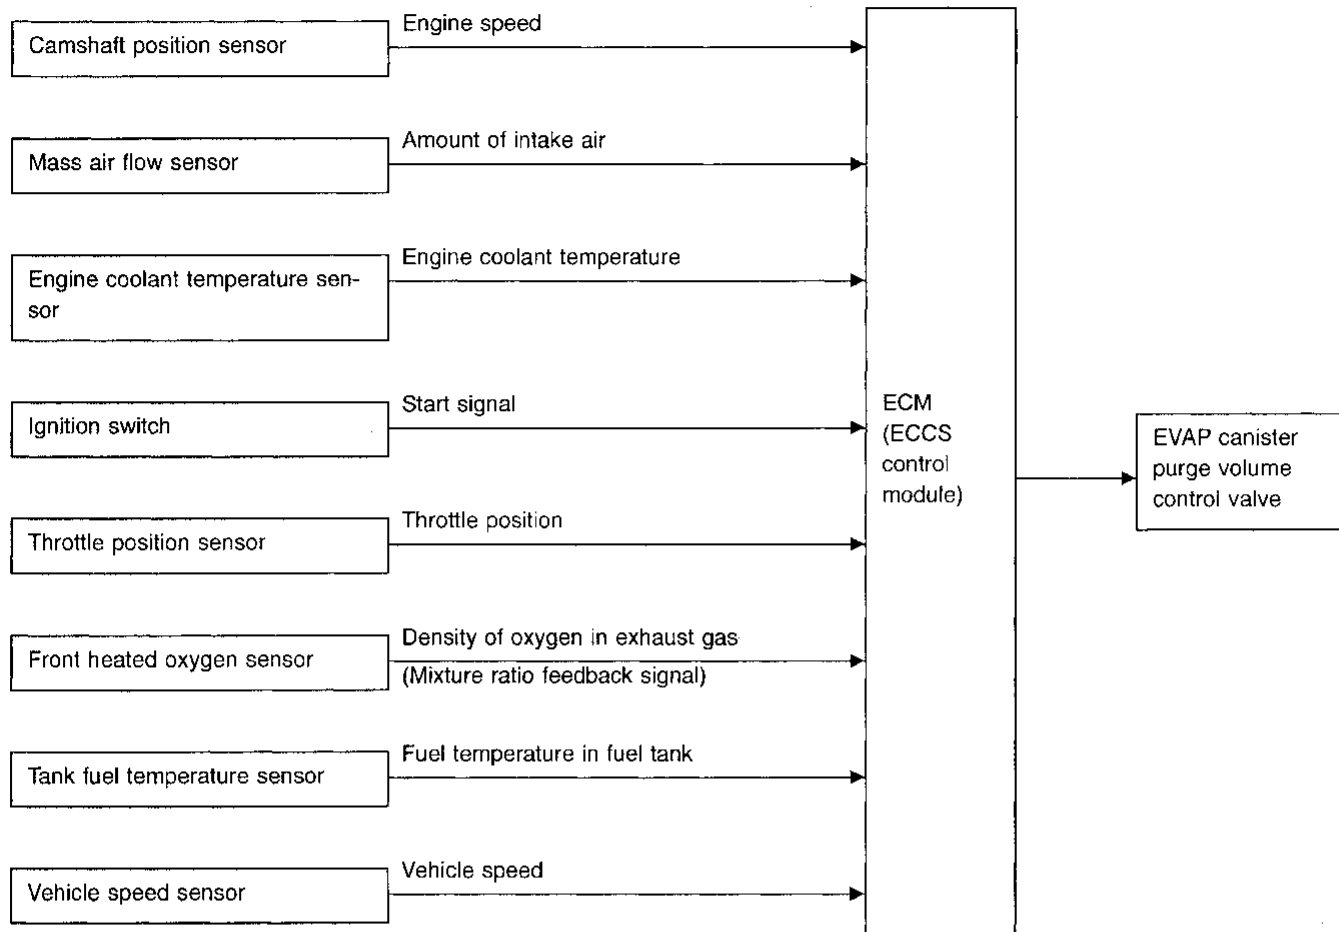 Camshaft position sensor
Engine speed
Mass air flow sensor
Amount of intake air
Engine coolant temperature sen-
sor
Engine coolant temperature
Ignition switch
Start signal
Throttle position sensor
Throttle position
Front heated oxygen sensor
Density of oxygen in exhaust gas
(Mixture ratio feedback signal)
Tank fuel temperature sensor
Fuel temperature in fuel tank
Vehicle speed sensor
Vehicle speed
ECM
(ECCS
control
module)
EVAP canister
purge volume
control valve